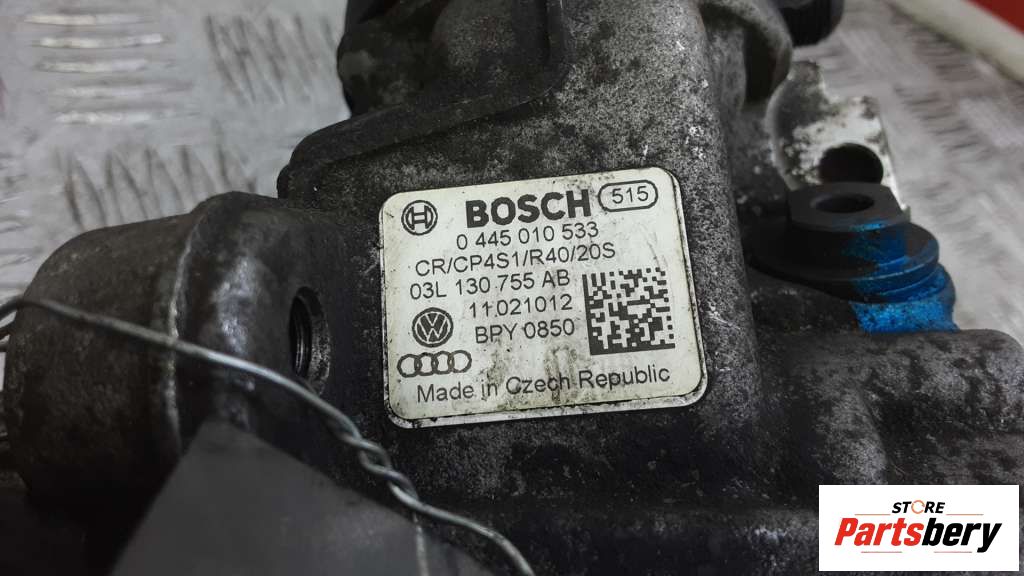 BOSCH 515
0 445 010 533
CR/CP4S1/R40/20S
03L 130 755 AB
11021012
BPY 0850
Made in Czech Republic
STORE
Partsbery